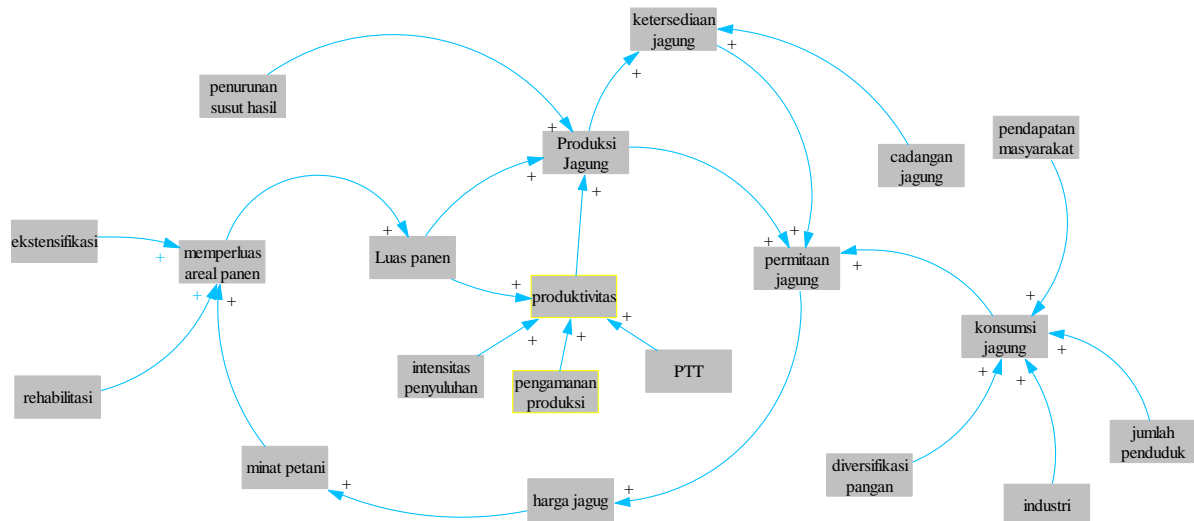 ketersediaan
jagung
+
+
penurunan
susut hasil
+
Produksi
Jagung
+
+
cadangan
jagung
pendapatan
masyarakat
ekstensifikasi
+
memperluas
areal panen
+
+
+
Luas panen
+
produktivitas
+
+
+
intensitas
penyuluhan
pengamanan
produksi
PTT
+
+
permitaan
jagung
+
+
konsumsi
jagung
+
+
+
rehabilitasi
minat petani
+
harga jagug
+
diversifikasi
pangan
industri
jumlah
penduduk